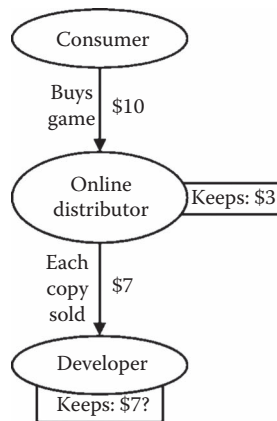 Consumer
Buys
game
$10
Online
distributor
Keeps: $3
Each
copy
sold
$7
Developer
Keeps: $7?